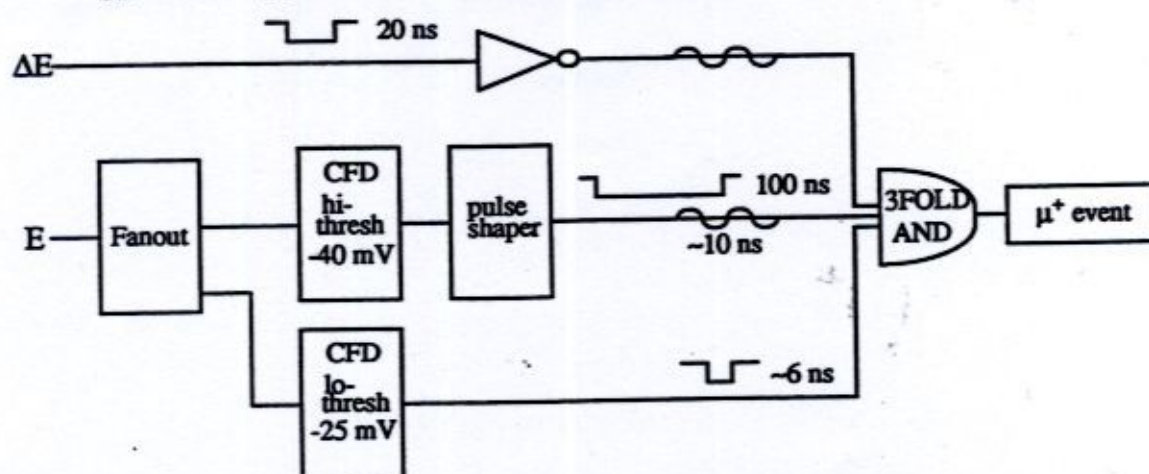 20 ns
ΔE
E
Fanout
CFD
hi-
thresh
-40 mV
pulse
shaper
100 ns
~10 ns
3FOLD
AND
μ+ event
CFD
lo-
thresh
-25 mV
~6 ns